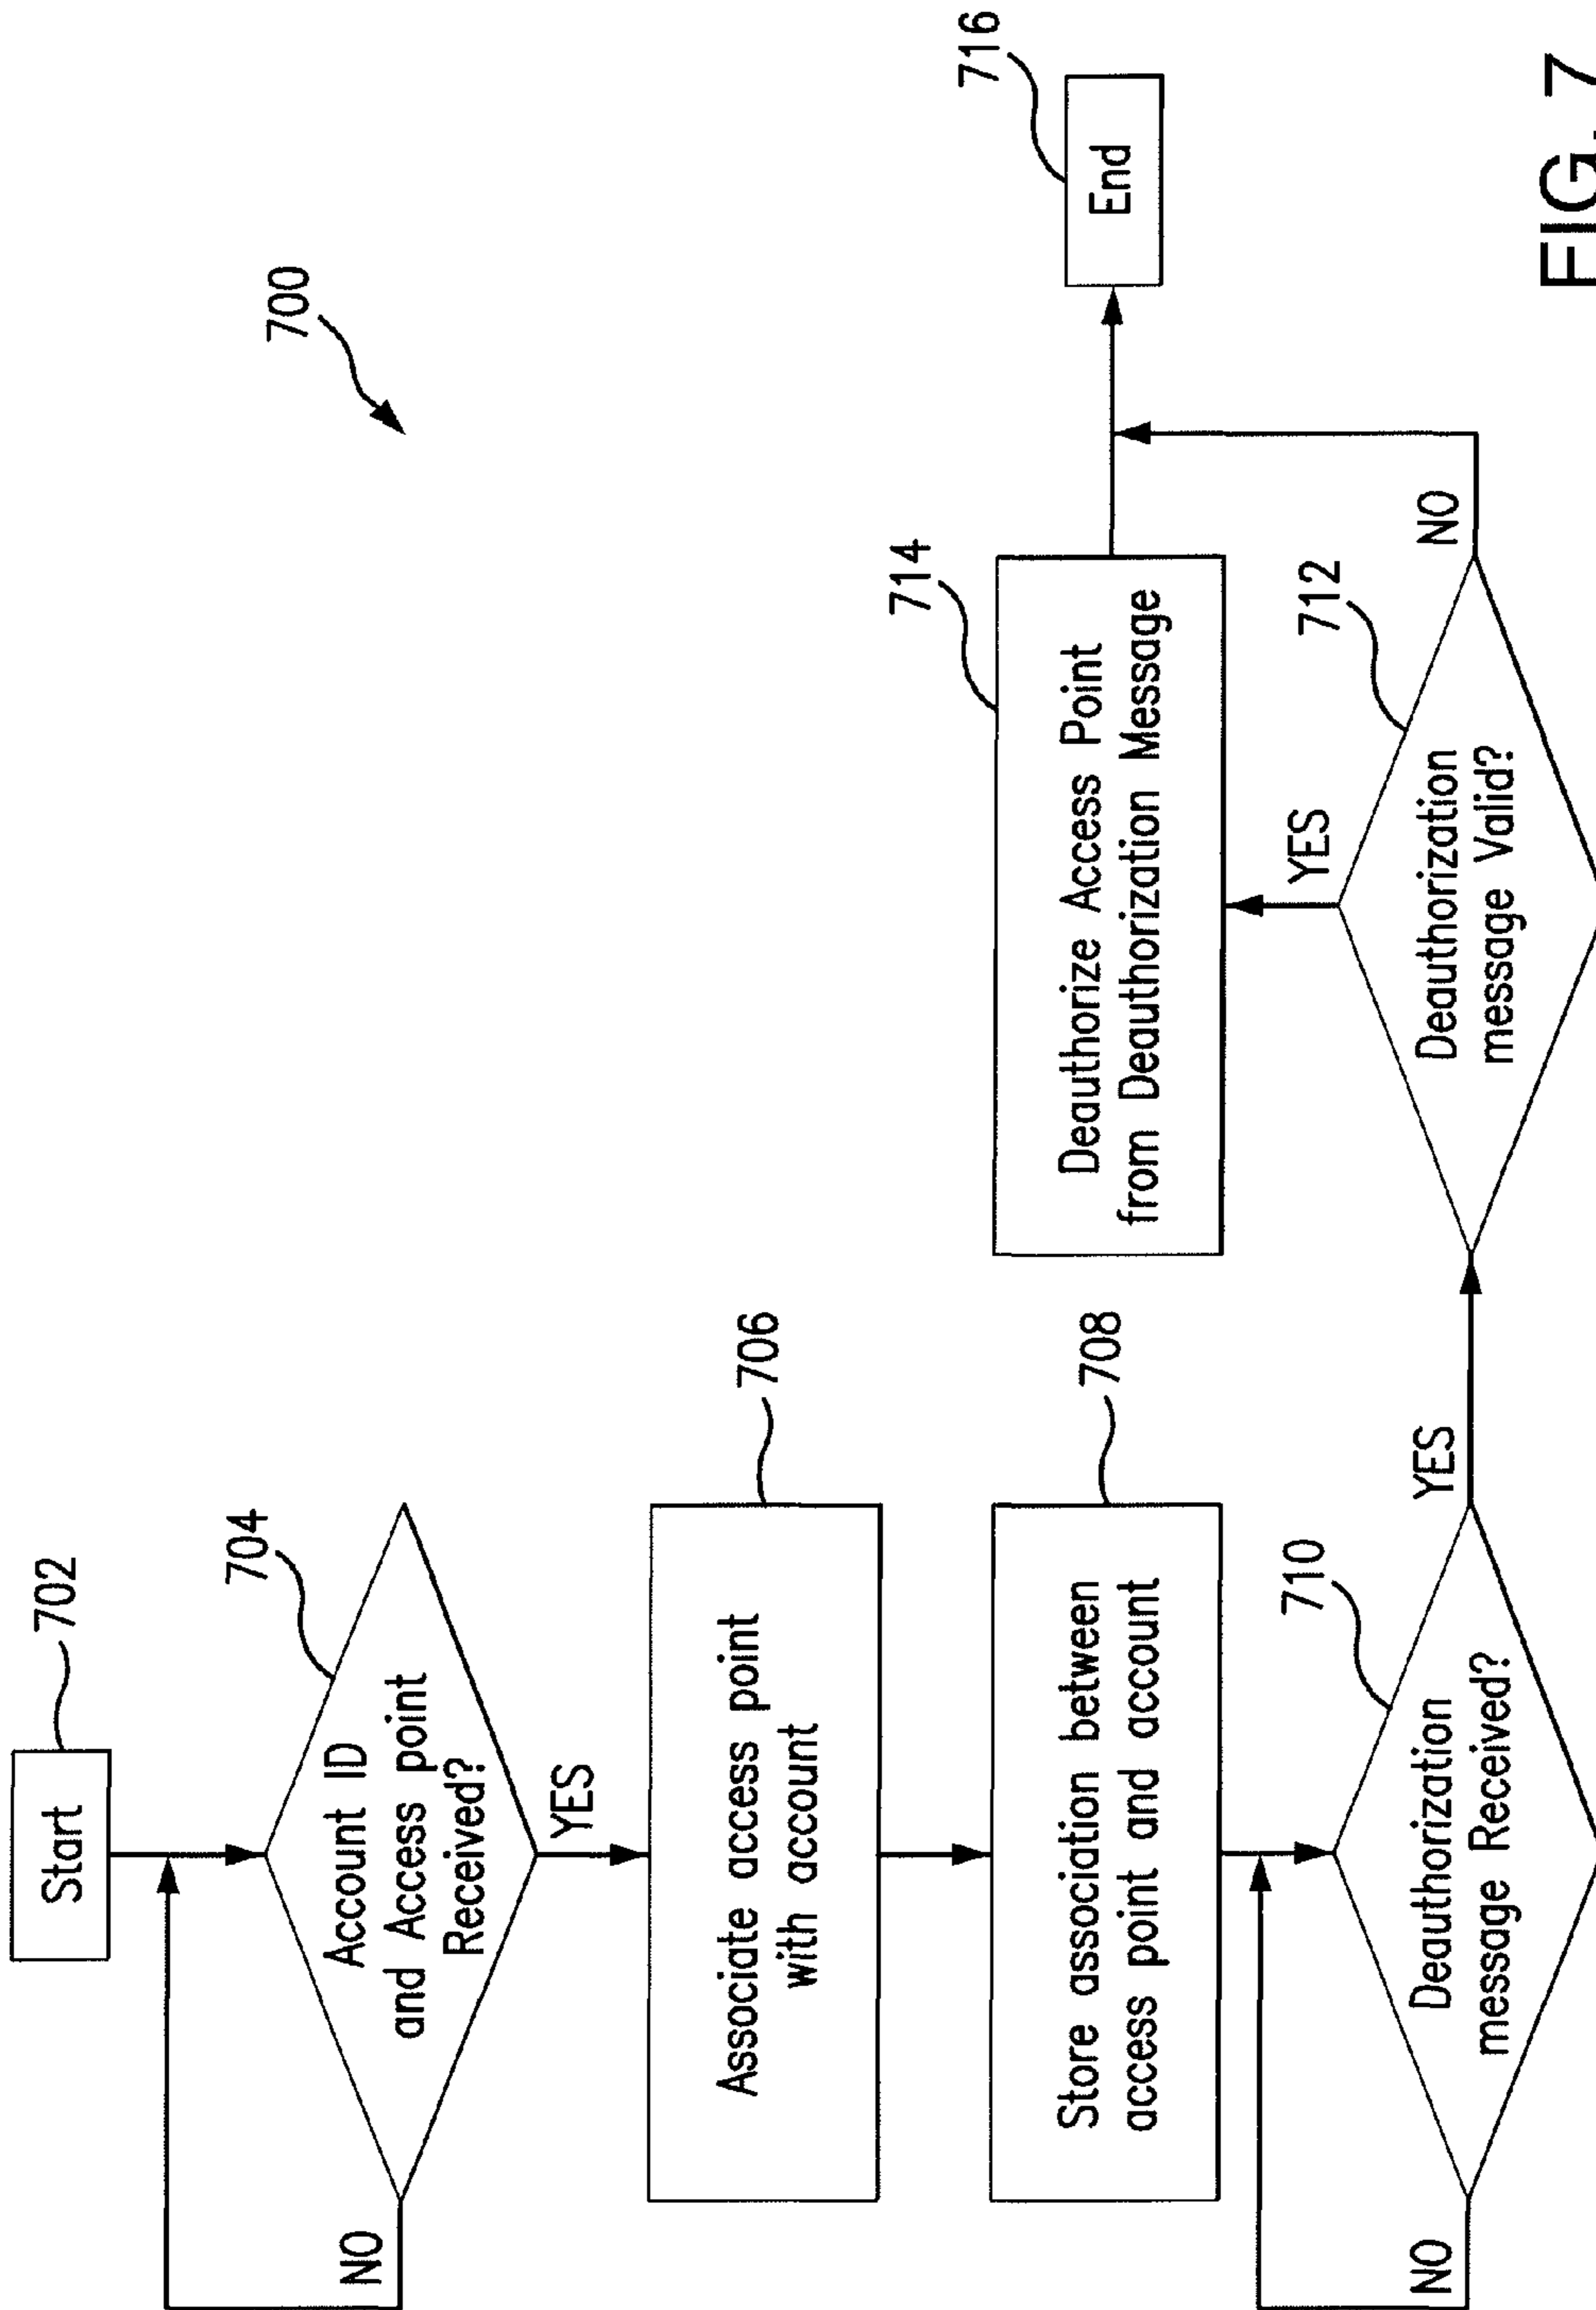 700
Start
702
Account ID
and Access point
Received?
704
NO
YES
Associate access point
with account
706
Store association between
access point and account
708
Deauthorization
message Received?
710
NO
YES
Deauthorization
message Valid?
712
YES
NO
Deauthorize Access Point
from Deauthorization Message
714
End
716
FIG. 7